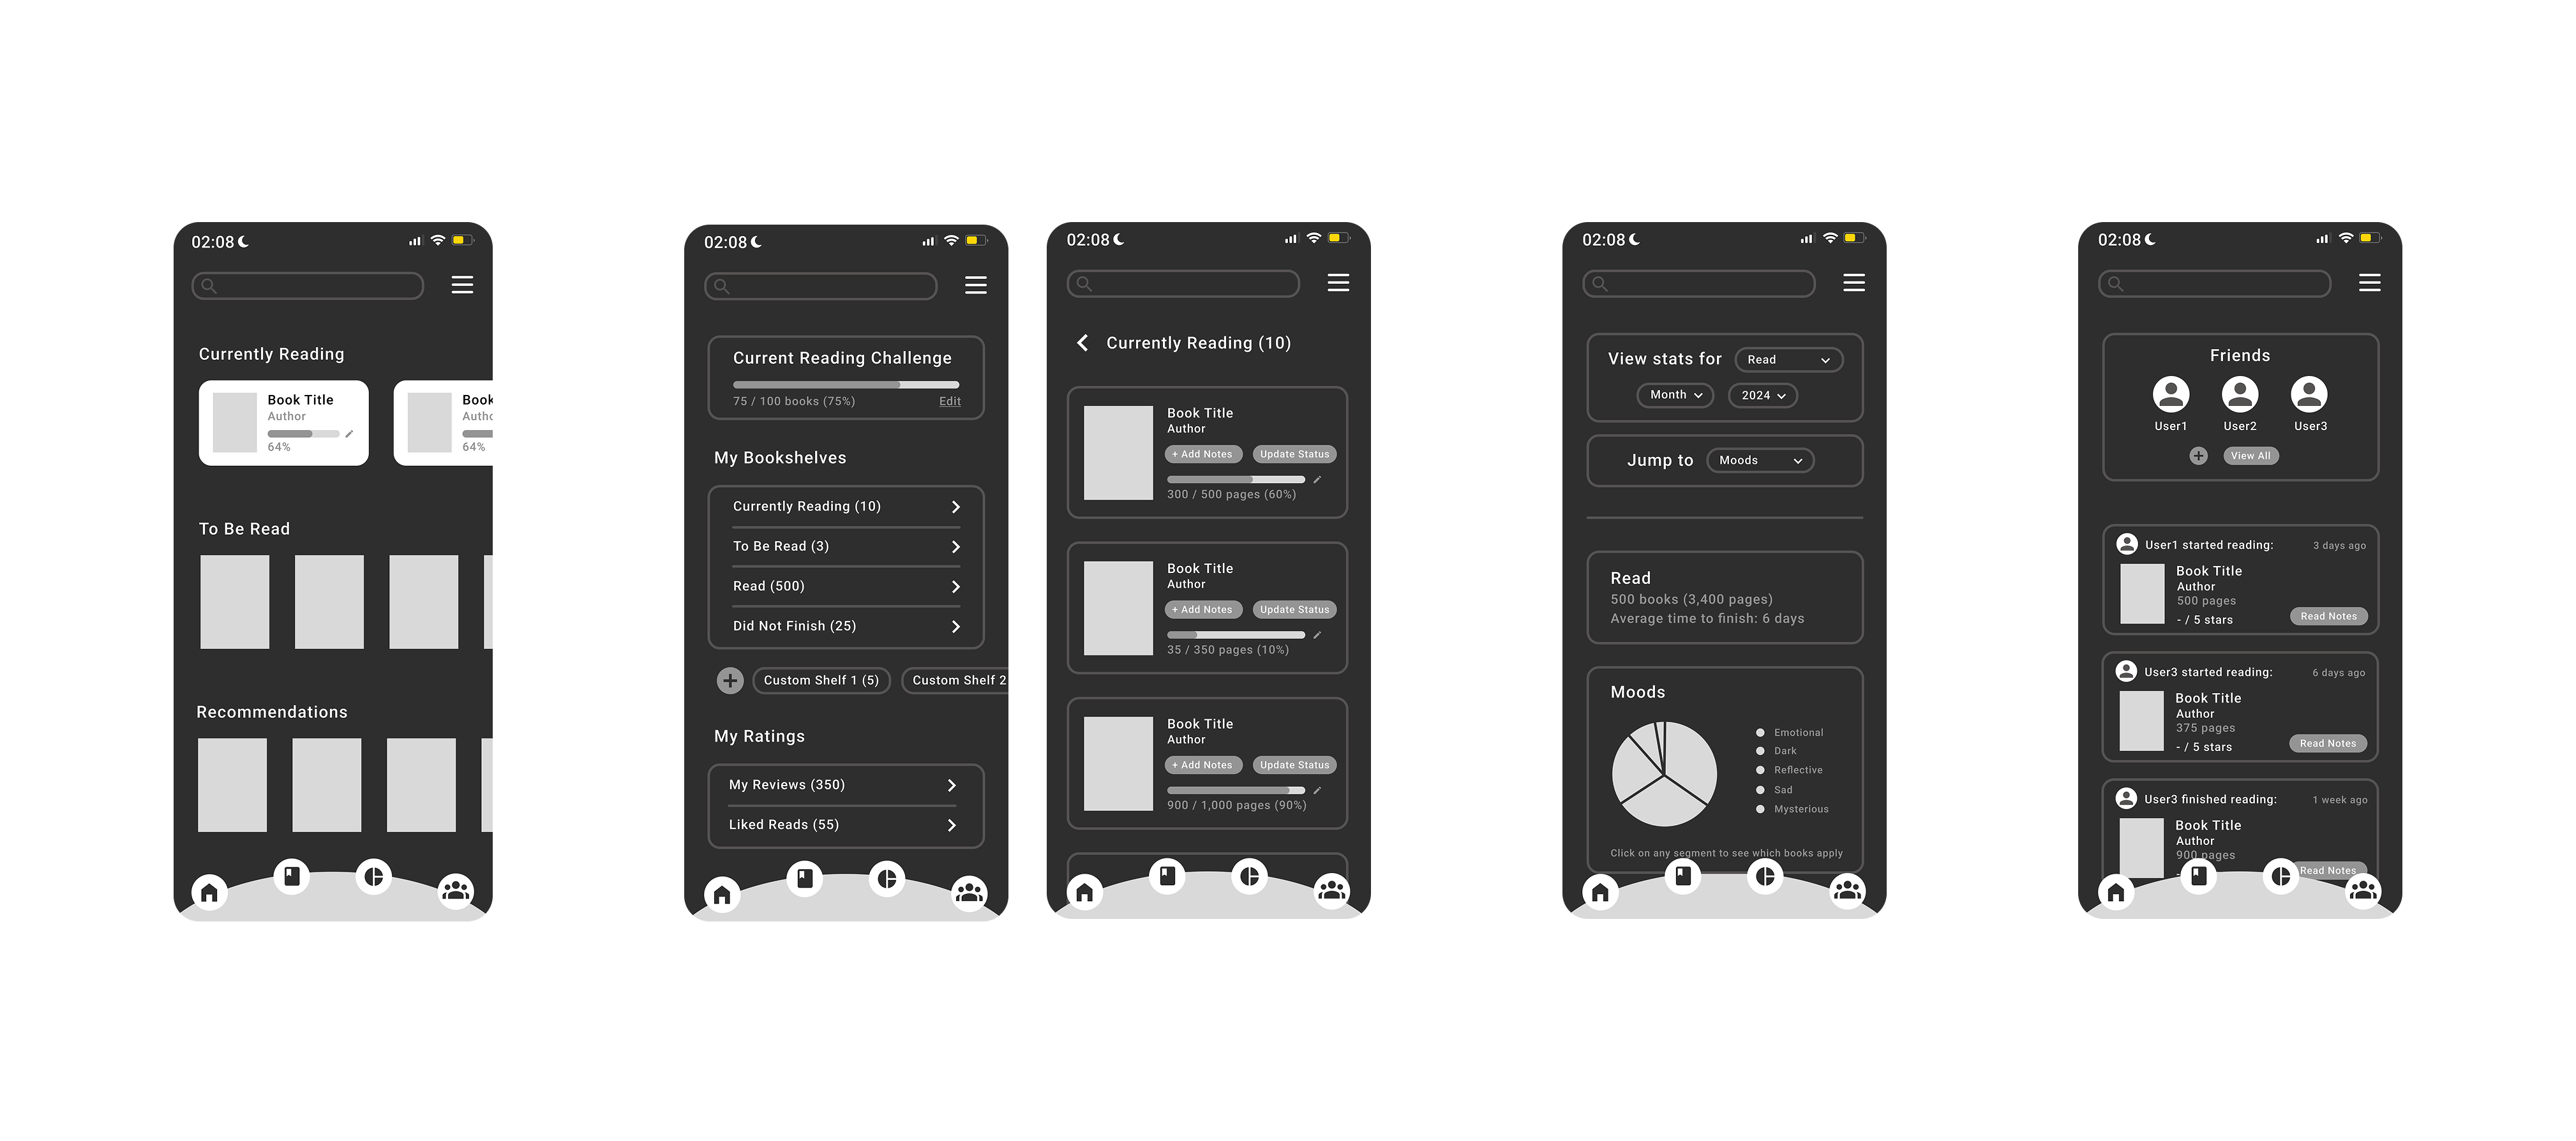 02:08
Currently Reading
Book Title
Author
64%
Book
Autho
64%
To Be Read
Recommendations
02:08
Current Reading Challenge
75 / 100 books (75%)
Edit
My Bookshelves
Currently Reading (10)
To Be Read (3)
Read (500)
Did Not Finish (25)
Custom Shelf 1 (5)
Custom Shelf 2
My Ratings
My Reviews (350)
Liked Reads (55)
02:08
Currently Reading (10)
Book Title
Author
+ Add Notes
Update Status
300 / 500 pages (60%)
Book Title
Author
+ Add Notes
Update Status
35 / 350 pages (10%)
Book Title
Author
+ Add Notes
Update Status
900 / 1,000 pages (90%)
02:08
View stats for
Read
Month
2024
Jump to
Moods
Read
500 books (3,400 pages)
Average time to finish: 6 days
Moods
Emotional
Dark
Reflective
Sad
Mysterious
Click on any segment to see which books apply
02:08
Friends
User1
User2
User3
View All
User1 started reading:
3 days ago
Book Title
Author
500 pages
- / 5 stars
Read Notes
User3 started reading:
6 days ago
Book Title
Author
375 pages
- / 5 stars
Read Notes
User3 finished reading:
1 week ago
Book Title
Author
900 pages
Read Notes